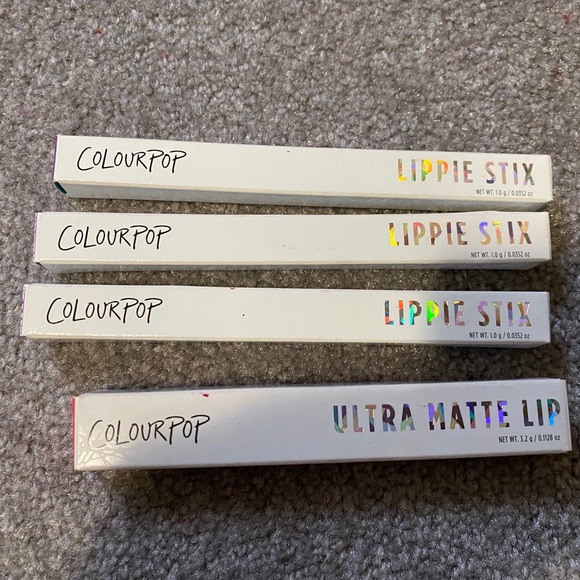 COLOURPOP
LIPPIE STIX
NET WT. 1.0 g / 0.0352 oz
COLOURPOP
LIPPIE STIX
NET WT. 1.0 g / 0.0352 oz
COLOURPOP
LIPPIE STIX
NET WT. 1.0 g / 0.0352 oz
COLOURPOP
ULTRA MATTE LIP
NET WT. 3.2 g / 0.1128 oz